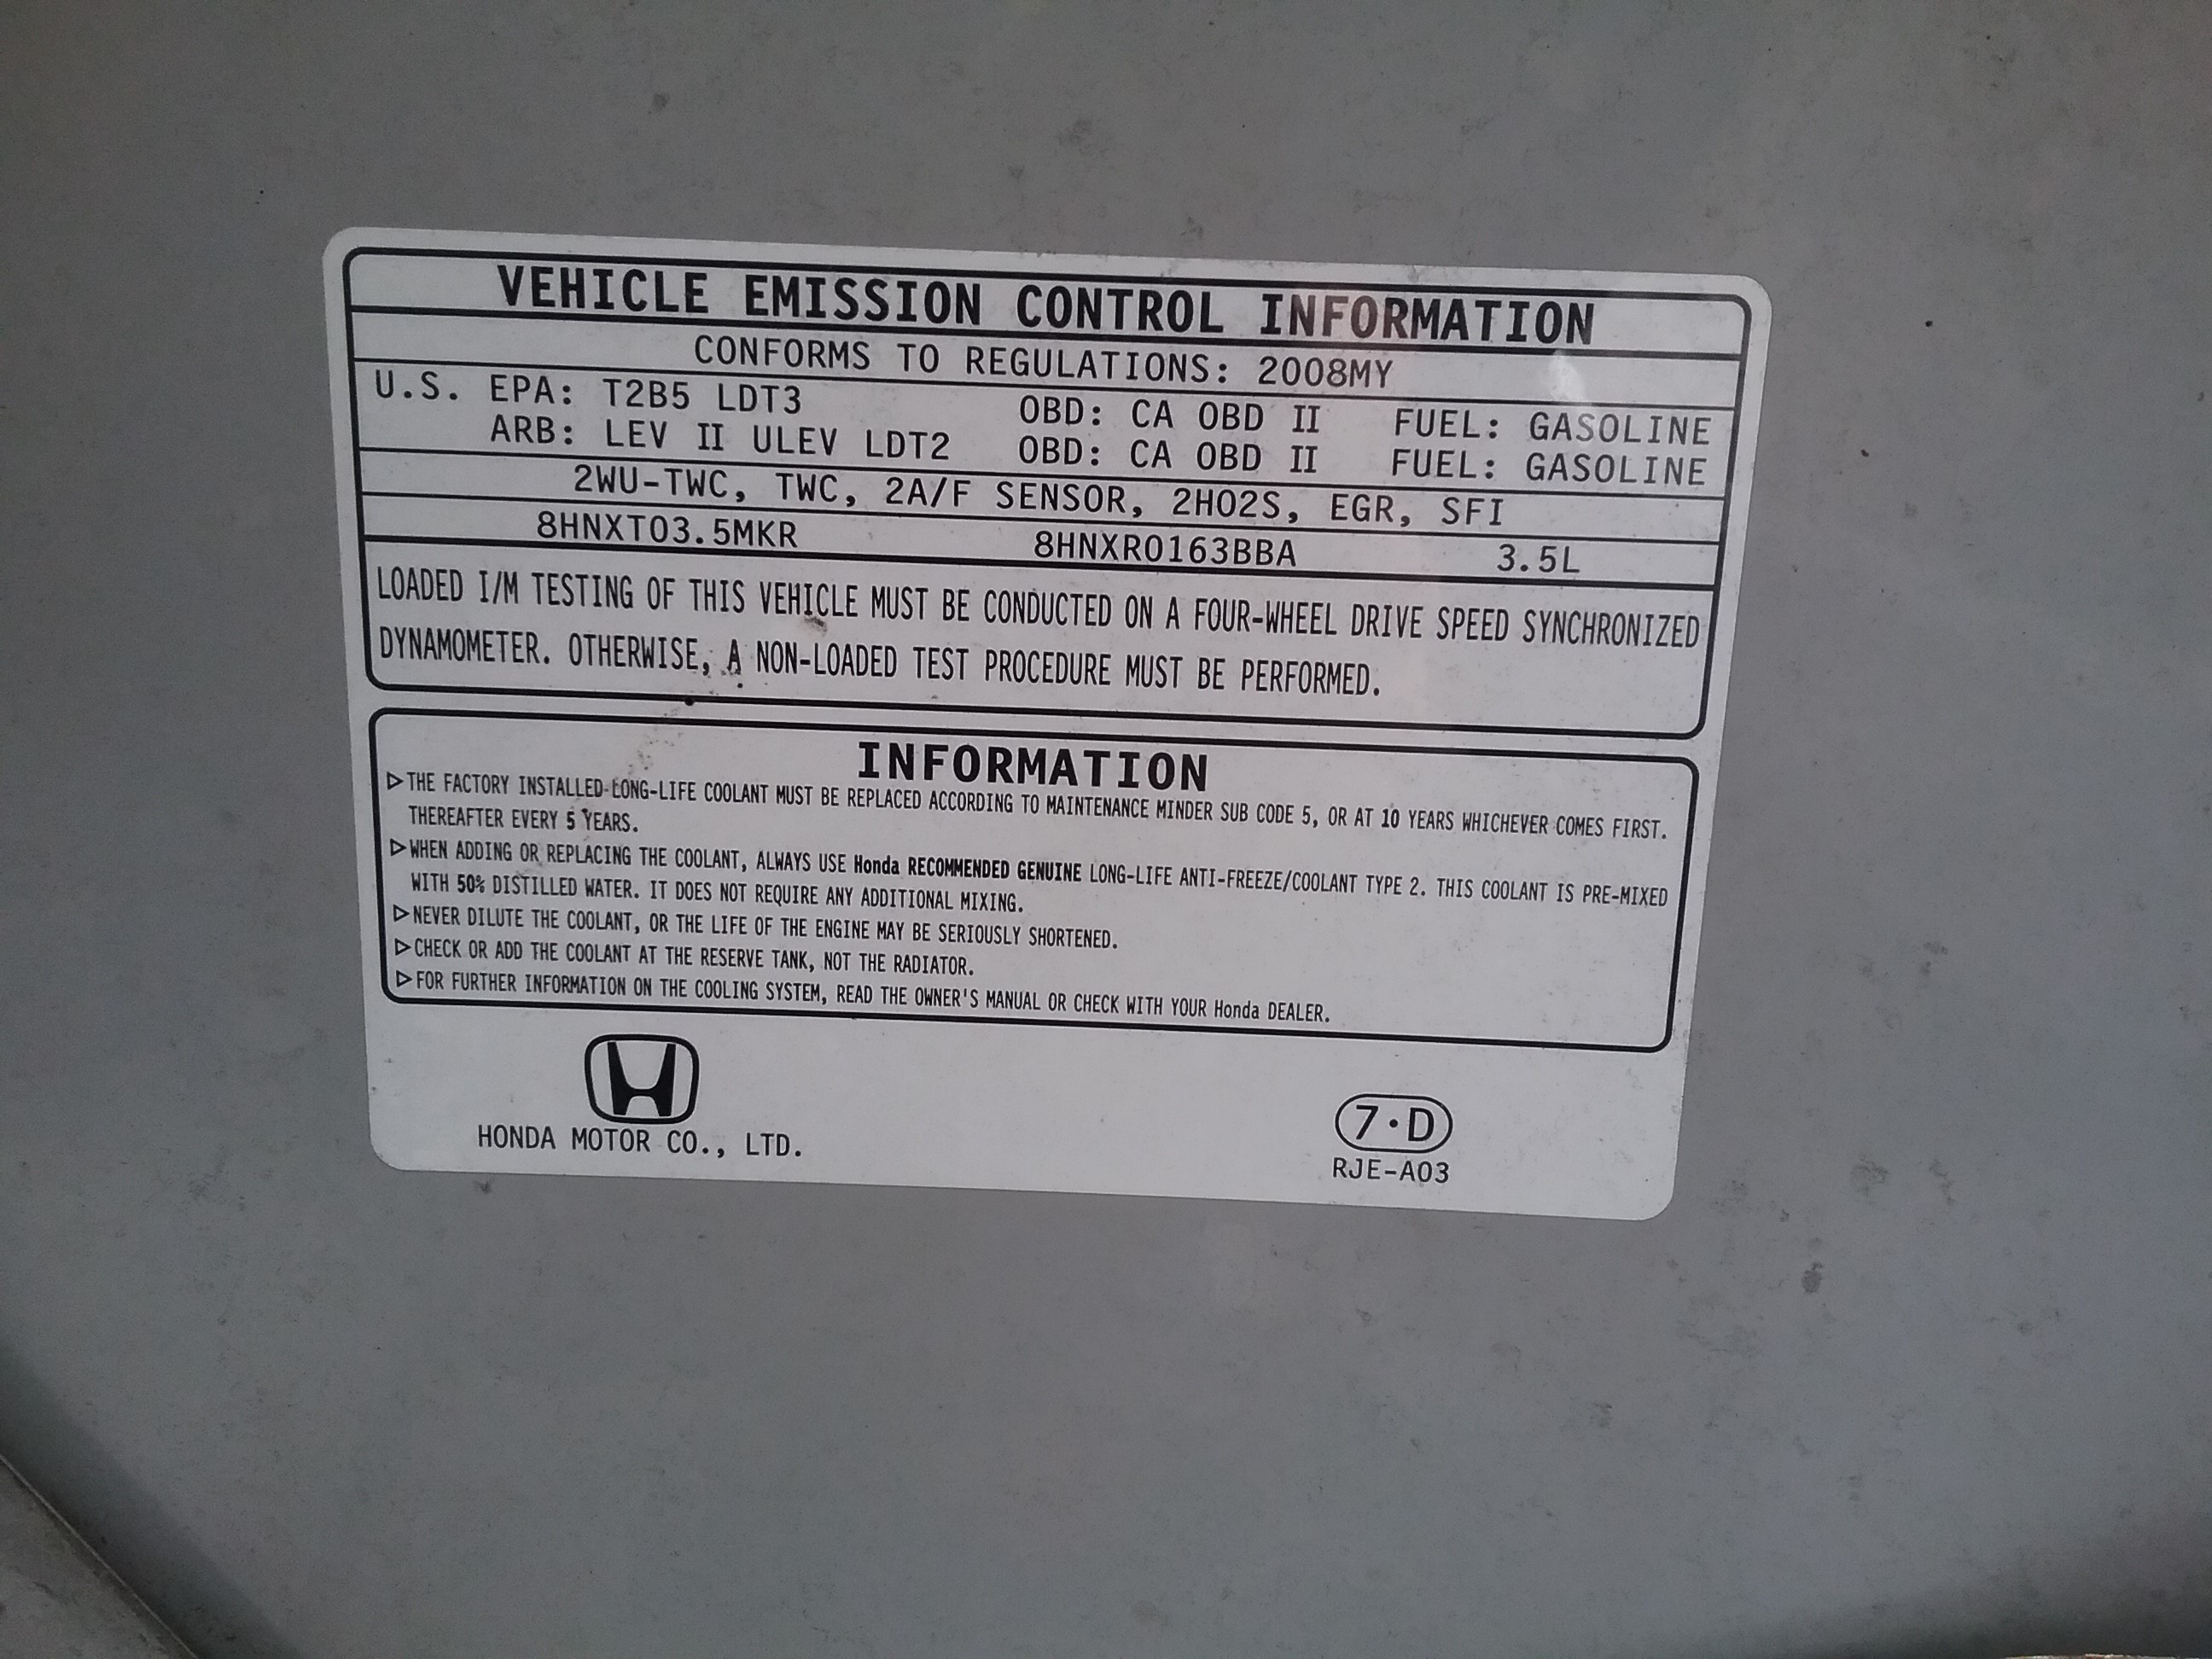 VEHICLE EMISSION CONTROL INFORMATION
CONFORMS TO REGULATIONS: 2008MY
U.S. EPA: T2B5 LDT3 OBD: CA OBD II FUEL: GASOLINE
ARB: LEV II ULEV LDT2 OBD: CA OBD II FUEL: GASOLINE
2WU-TWC, TWC, 2A/F SENSOR, 2HO2S, EGR, SFI
8HNXT03.5MKR 8HNXR0163BBA 3.5L
LOADED I/M TESTING OF THIS VEHICLE MUST BE CONDUCTED ON A FOUR-WHEEL DRIVE SPEED SYNCHRONIZED
DYNAMOMETER. OTHERWISE, A NON-LOADED TEST PROCEDURE MUST BE PERFORMED.
INFORMATION
▷THE FACTORY INSTALLED LONG-LIFE COOLANT MUST BE REPLACED ACCORDING TO MAINTENANCE MINDER SUB CODE 5, OR AT 10 YEARS WHICHEVER COMES FIRST.
THEREAFTER EVERY 5 YEARS.
▷WHEN ADDING OR REPLACING THE COOLANT, ALWAYS USE Honda RECOMMENDED GENUINE LONG-LIFE ANTI-FREEZE/COOLANT TYPE 2. THIS COOLANT IS PRE-MIXED
WITH 50% DISTILLED WATER. IT DOES NOT REQUIRE ANY ADDITIONAL MIXING.
▷NEVER DILUTE THE COOLANT, OR THE LIFE OF THE ENGINE MAY BE SERIOUSLY SHORTENED.
▷CHECK OR ADD THE COOLANT AT THE RESERVE TANK, NOT THE RADIATOR.
▷FOR FURTHER INFORMATION ON THE COOLING SYSTEM, READ THE OWNER'S MANUAL OR CHECK WITH YOUR Honda DEALER.
HONDA MOTOR CO., LTD.
7·D
RJE-A03